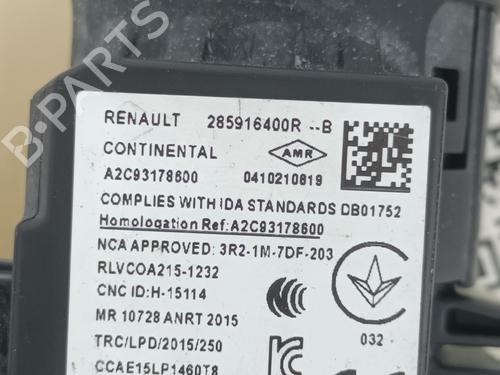 B-PARTS
RENAULT 285916400R --B
CONTINENTAL AMR
A2C93178600 0410210819
COMPLIES WITH IDA STANDARDS DB01752
Homologation Ref:A2C93178600
NCA APPROVED: 3R2-1M-7DF-203
RLVCOA215-1232
CNC ID:H-15114
MR 10728 ANRT 2015
032
TRC/LPD/2015/250
CCAE15LP1460T8